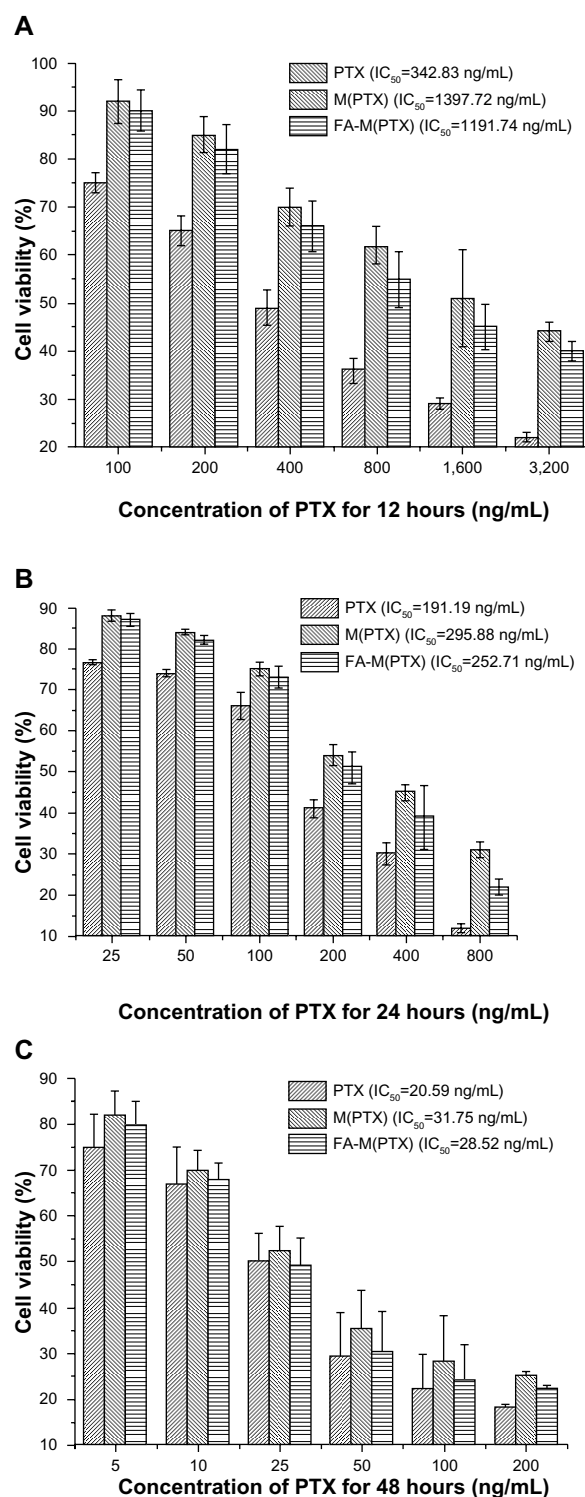 A
PTX (IC50=342.83 ng/mL)
M(PTX) (IC50=1397.72 ng/mL)
FA-M(PTX) (IC50=1191.74 ng/mL)
Cell viability (%)
100
90
80
70
60
50
40
30
20
100 200 400 800 1,600 3,200
Concentration of PTX for 12 hours (ng/mL)
B
PTX (IC50=191.19 ng/mL)
M(PTX) (IC50=295.88 ng/mL)
FA-M(PTX) (IC50=252.71 ng/mL)
Cell viability (%)
90
80
70
60
50
40
30
20
10
25 50 100 200 400 800
Concentration of PTX for 24 hours (ng/mL)
C
PTX (IC50=20.59 ng/mL)
M(PTX) (IC50=31.75 ng/mL)
FA-M(PTX) (IC50=28.52 ng/mL)
Cell viability (%)
90
80
70
60
50
40
30
20
10
5 10 25 50 100 200
Concentration of PTX for 48 hours (ng/mL)